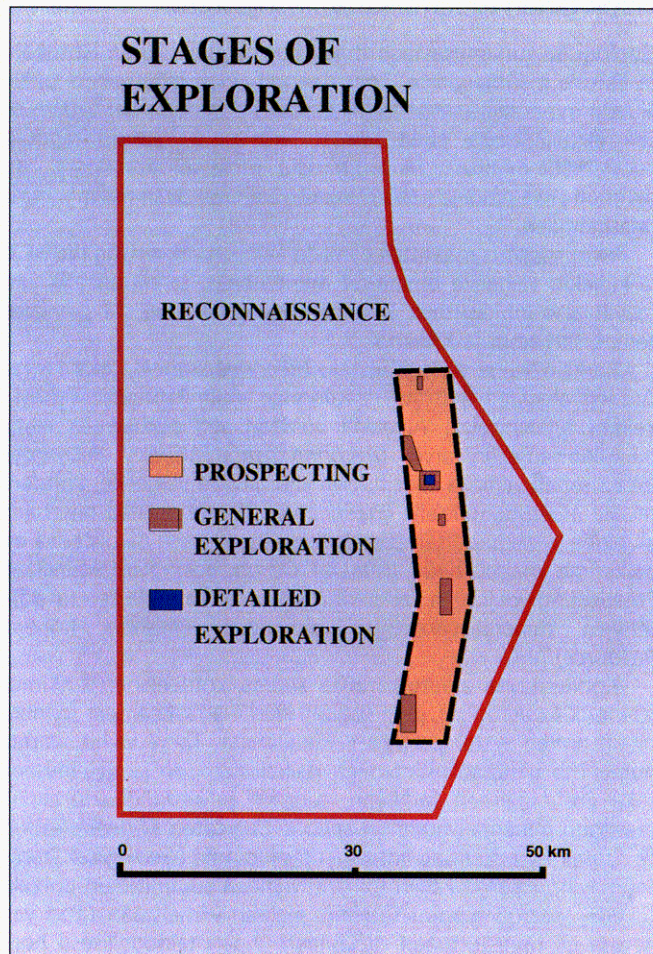 STAGES OF
EXPLORATION
RECONNAISSANCE
PROSPECTING
GENERAL
EXPLORATION
DETAILED
EXPLORATION
0 30 50 km